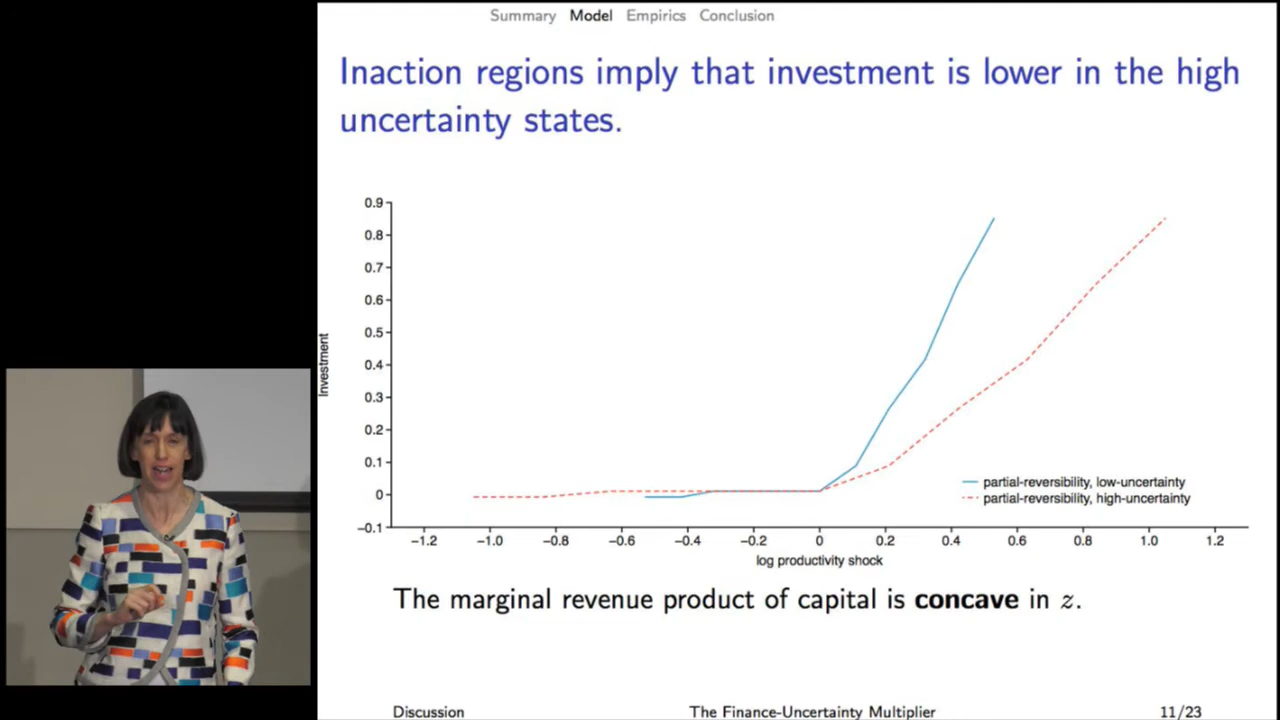 Summary Model Empirics Conclusion
Inaction regions imply that investment is lower in the high
uncertainty states.
0.9
0.8
0.7
0.6
0.5
0.4
0.3
0.2
0.1
0
−0.1
Investment
partial-reversibility, low-uncertainty
partial-reversibility, high-uncertainty
−1.2 −1.0 −0.8 −0.6 −0.4 −0.2 0 0.2 0.4 0.6 0.8 1.0 1.2
log productivity shock
The marginal revenue product of capital is concave in z.
Discussion The Finance-Uncertainty Multiplier 11/23